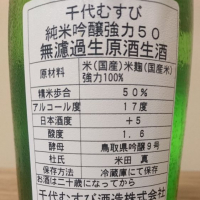 千代むすび
純米吟醸強力50
無濾過生原酒生酒
原材料 米(国産)米麹(国産米)
強力100%
精米歩合 50%
アルコール度 17度
日本酒度 +5
酸度 1.6
酵母 鳥取県吟醸9号
杜氏 米田 真
保存方法 冷蔵庫にて保存
お酒は二十歳になってから
千代むすび酒造株式会社